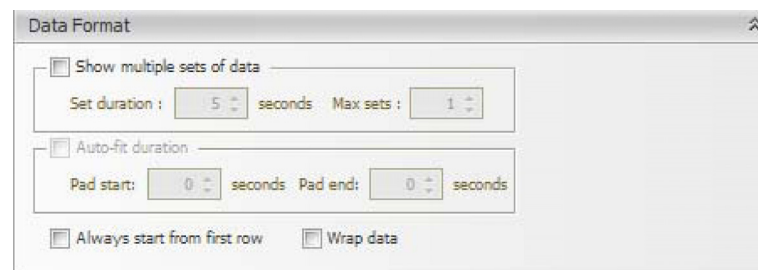 Data Format
Show multiple sets of data
Set duration : 5 seconds Max sets : 1
Auto-fit duration
Pad start: 0 seconds Pad end: 0 seconds
Always start from first row Wrap data